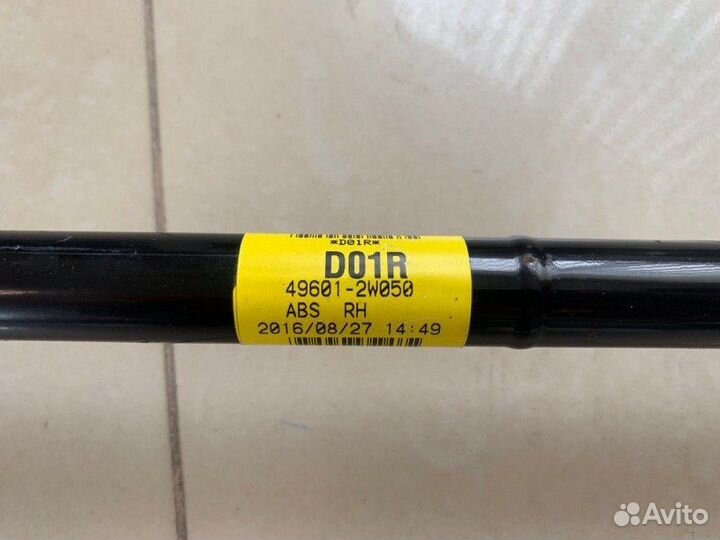 *D01R*
D01R
49601-2W050
ABS RH
2016/08/27 14:49
Avito